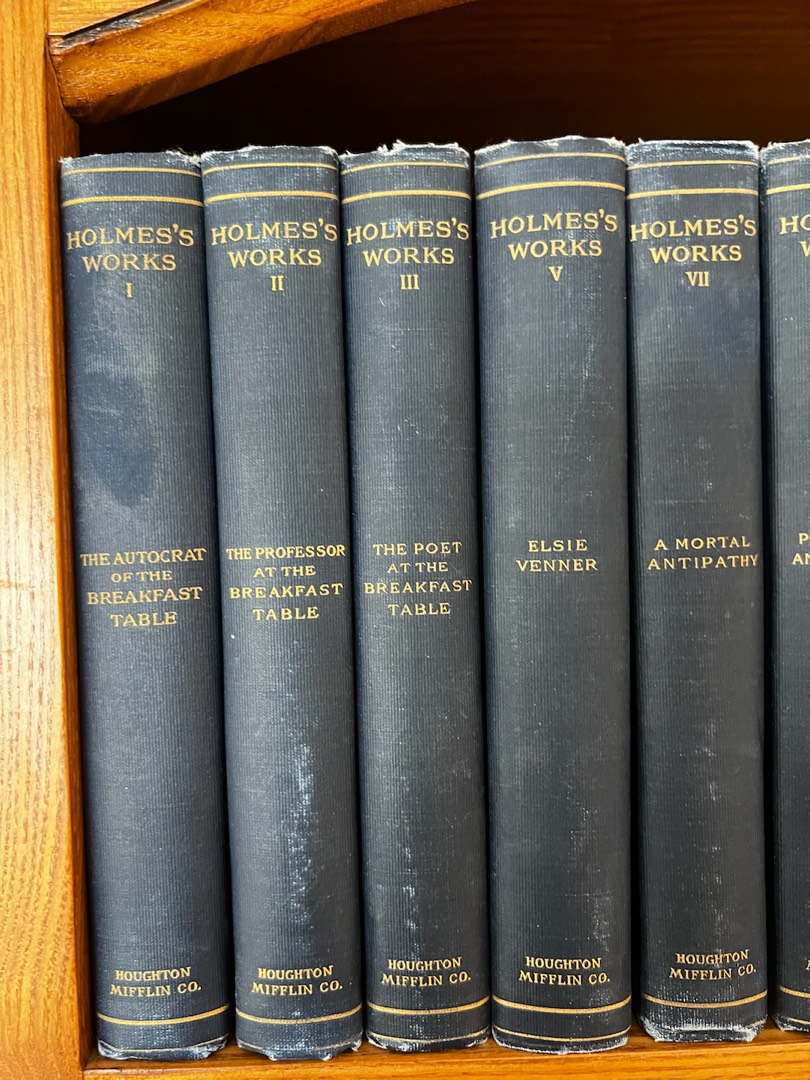 HOLMES'S
WORKS
I
THE AUTOCRAT
OF THE
BREAKFAST
TABLE
HOUGHTON
MIFFLIN CO.
HOLMES'S
WORKS
II
THE PROFESSOR
AT THE
BREAKFAST
TABLE
HOUGHTON
MIFFLIN CO.
HOLMES'S
WORKS
III
THE POET
AT THE
BREAKFAST
TABLE
HOUGHTON
MIFFLIN CO.
HOLMES'S
WORKS
V
ELSIE
VENNER
HOUGHTON
MIFFLIN CO.
HOLMES'S
WORKS
VII
A MORTAL
ANTIPATHY
HOUGHTON
MIFFLIN CO.